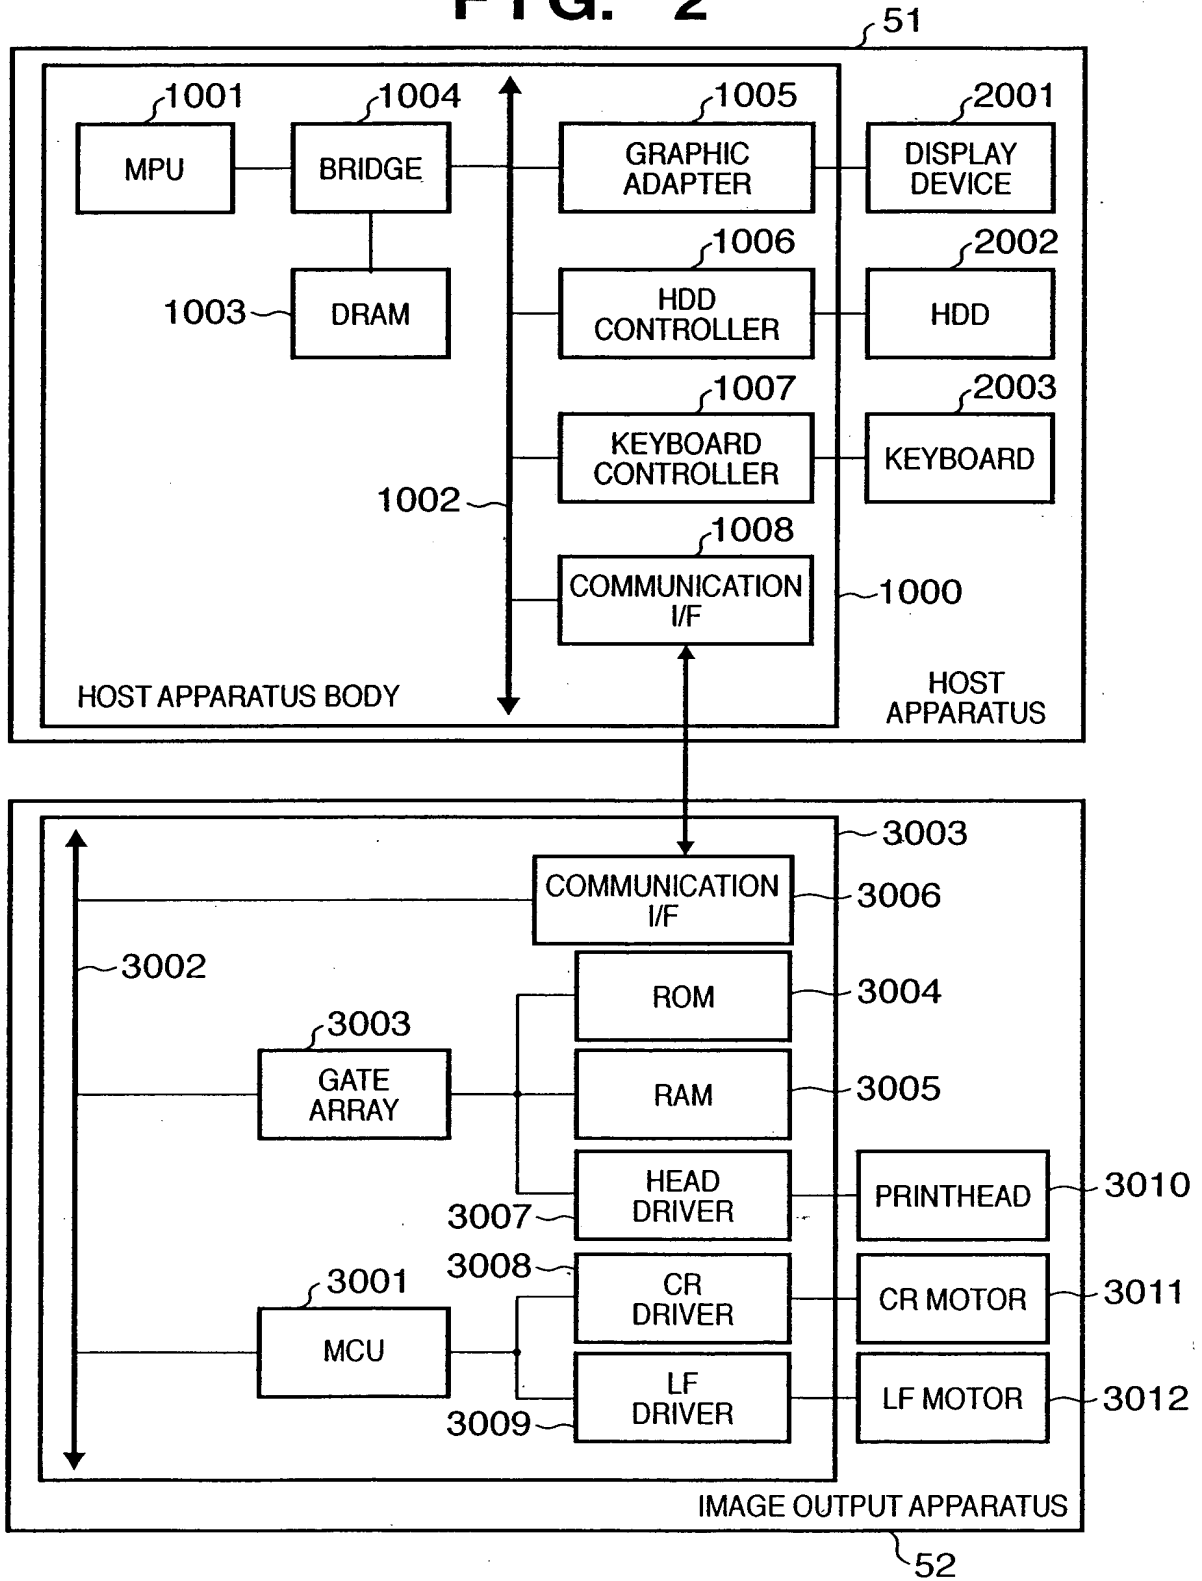 FIG. 2
51
1001
1004
1005
2001
MPU
BRIDGE
GRAPHIC
ADAPTER
DISPLAY
DEVICE
1006
2002
1003
DRAM
HDD
CONTROLLER
HDD
1007
2003
KEYBOARD
CONTROLLER
KEYBOARD
1002
1008
COMMUNICATION
I/F
1000
HOST APPARATUS BODY
HOST
APPARATUS
3003
COMMUNICATION
I/F
3006
3002
ROM
3004
3003
GATE
ARRAY
RAM
3005
HEAD
DRIVER
3007
PRINTHEAD
3010
3008
CR
DRIVER
CR MOTOR
3011
3001
MCU
LF
DRIVER
3009
LF MOTOR
3012
IMAGE OUTPUT APPARATUS
52